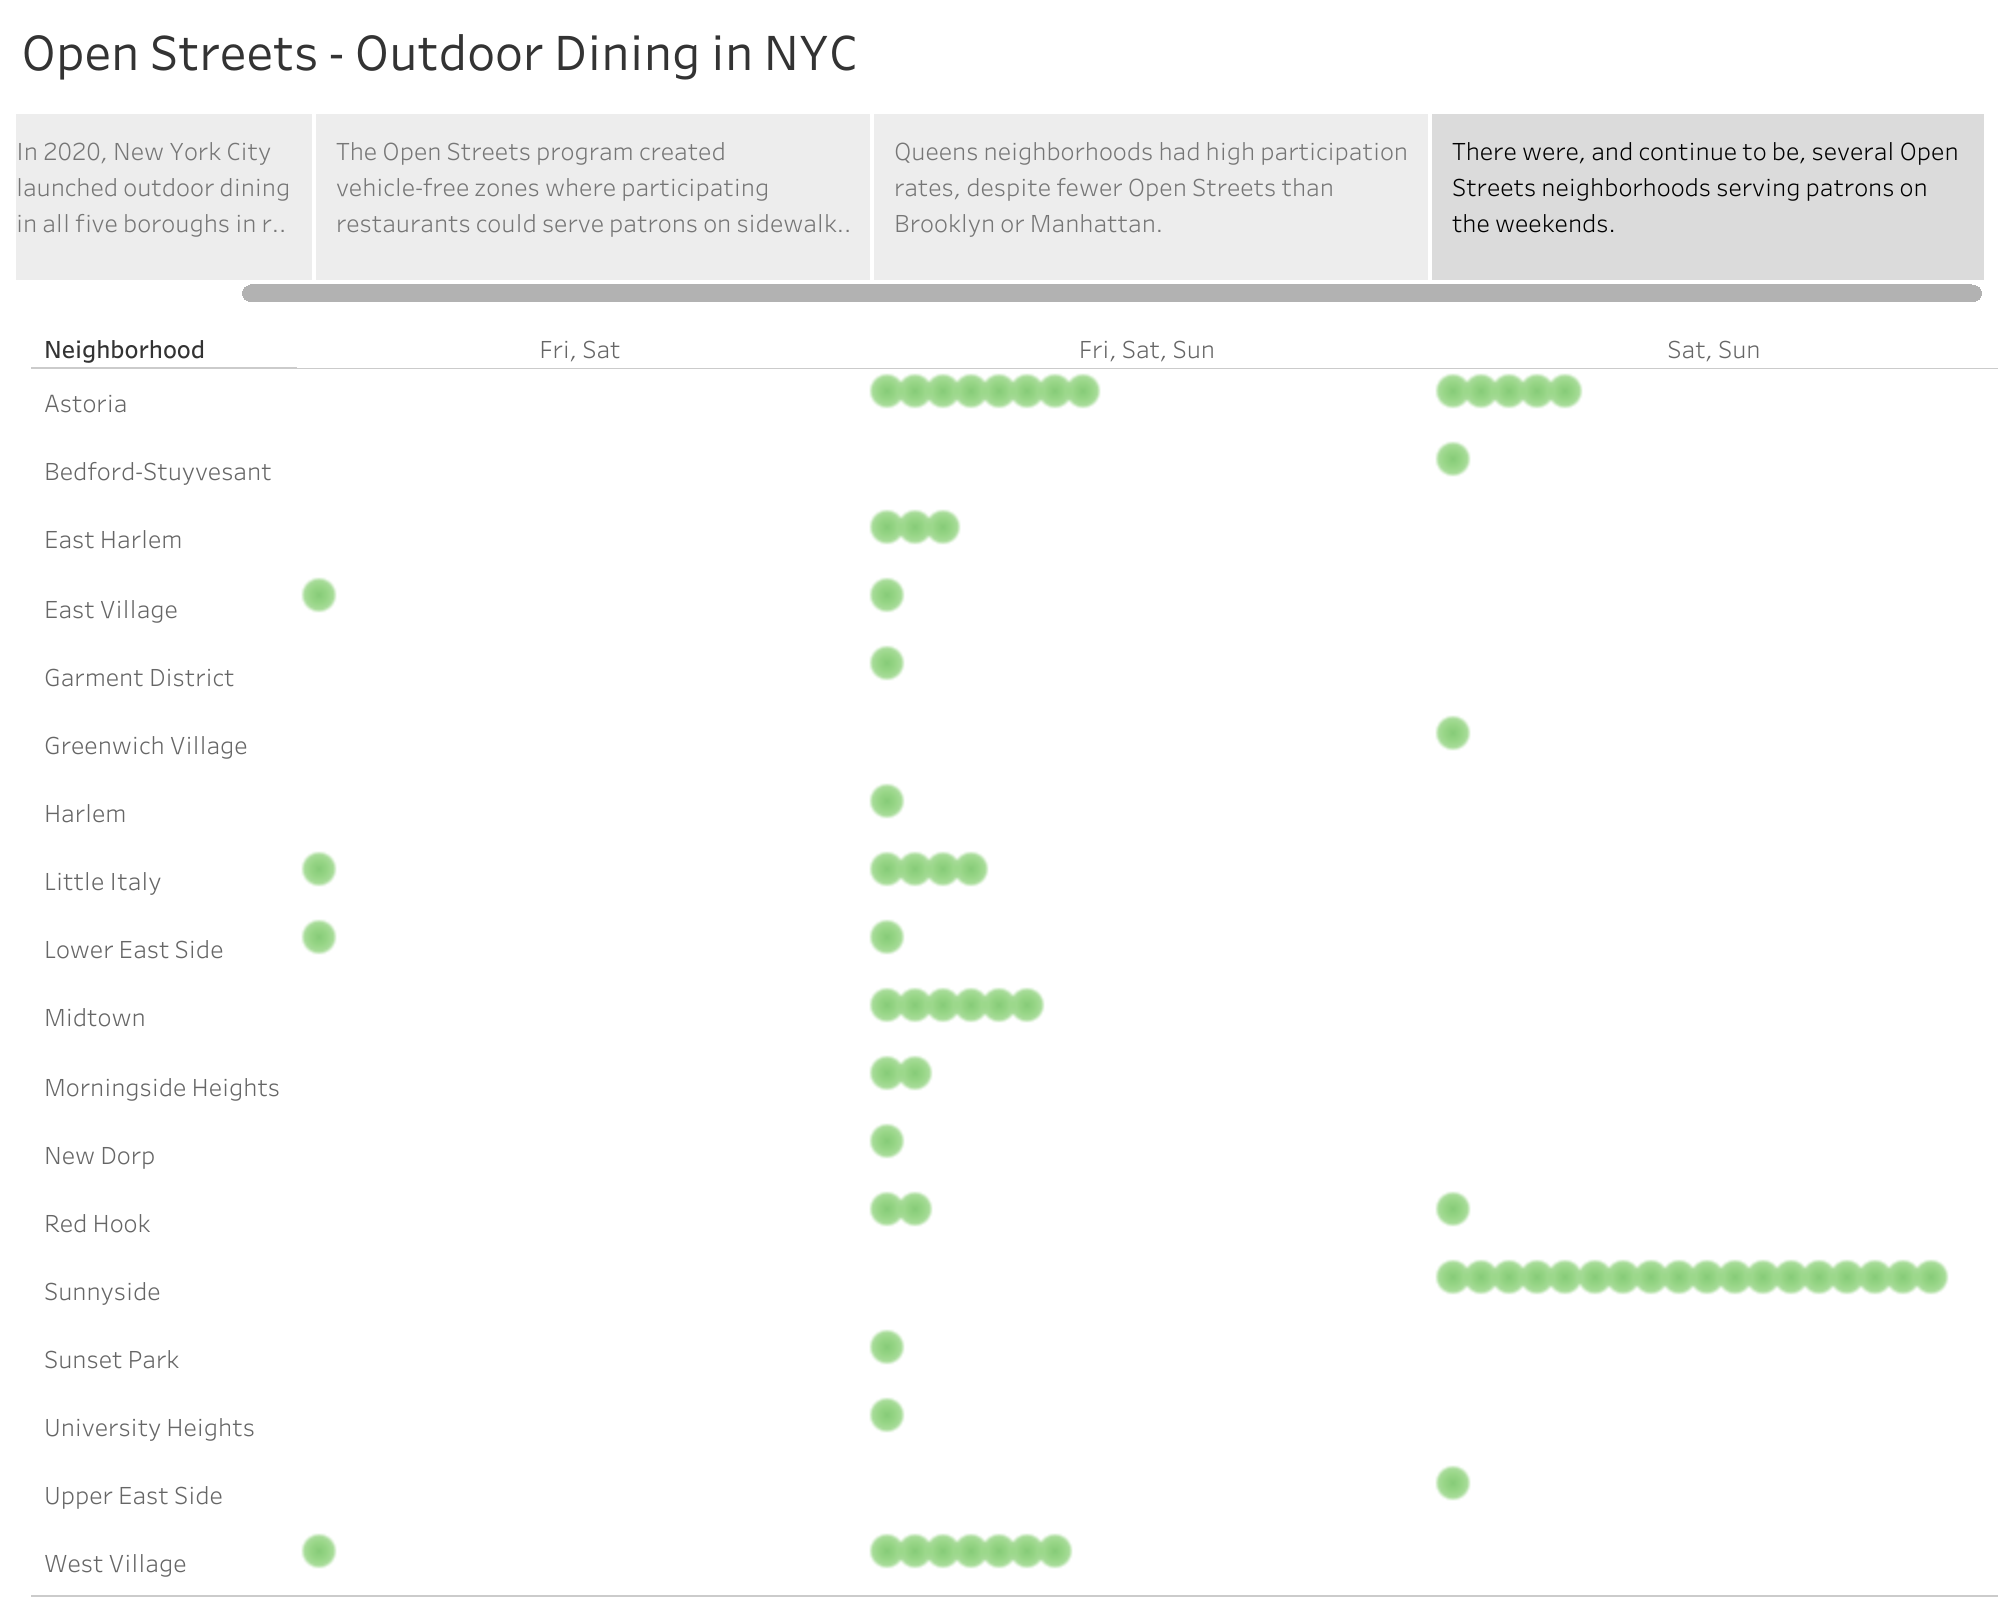 Open Streets - Outdoor Dining in NYC
In 2020, New York City
launched outdoor dining
in all five boroughs in r..
The Open Streets program created
vehicle-free zones where participating
restaurants could serve patrons on sidewalk..
Queens neighborhoods had high participation
rates, despite fewer Open Streets than
Brooklyn or Manhattan.
There were, and continue to be, several Open
Streets neighborhoods serving patrons on
the weekends.
Neighborhood Fri, Sat Fri, Sat, Sun Sat, Sun
Astoria
Bedford-Stuyvesant
East Harlem
East Village
Garment District
Greenwich Village
Harlem
Little Italy
Lower East Side
Midtown
Morningside Heights
New Dorp
Red Hook
Sunnyside
Sunset Park
University Heights
Upper East Side
West Village